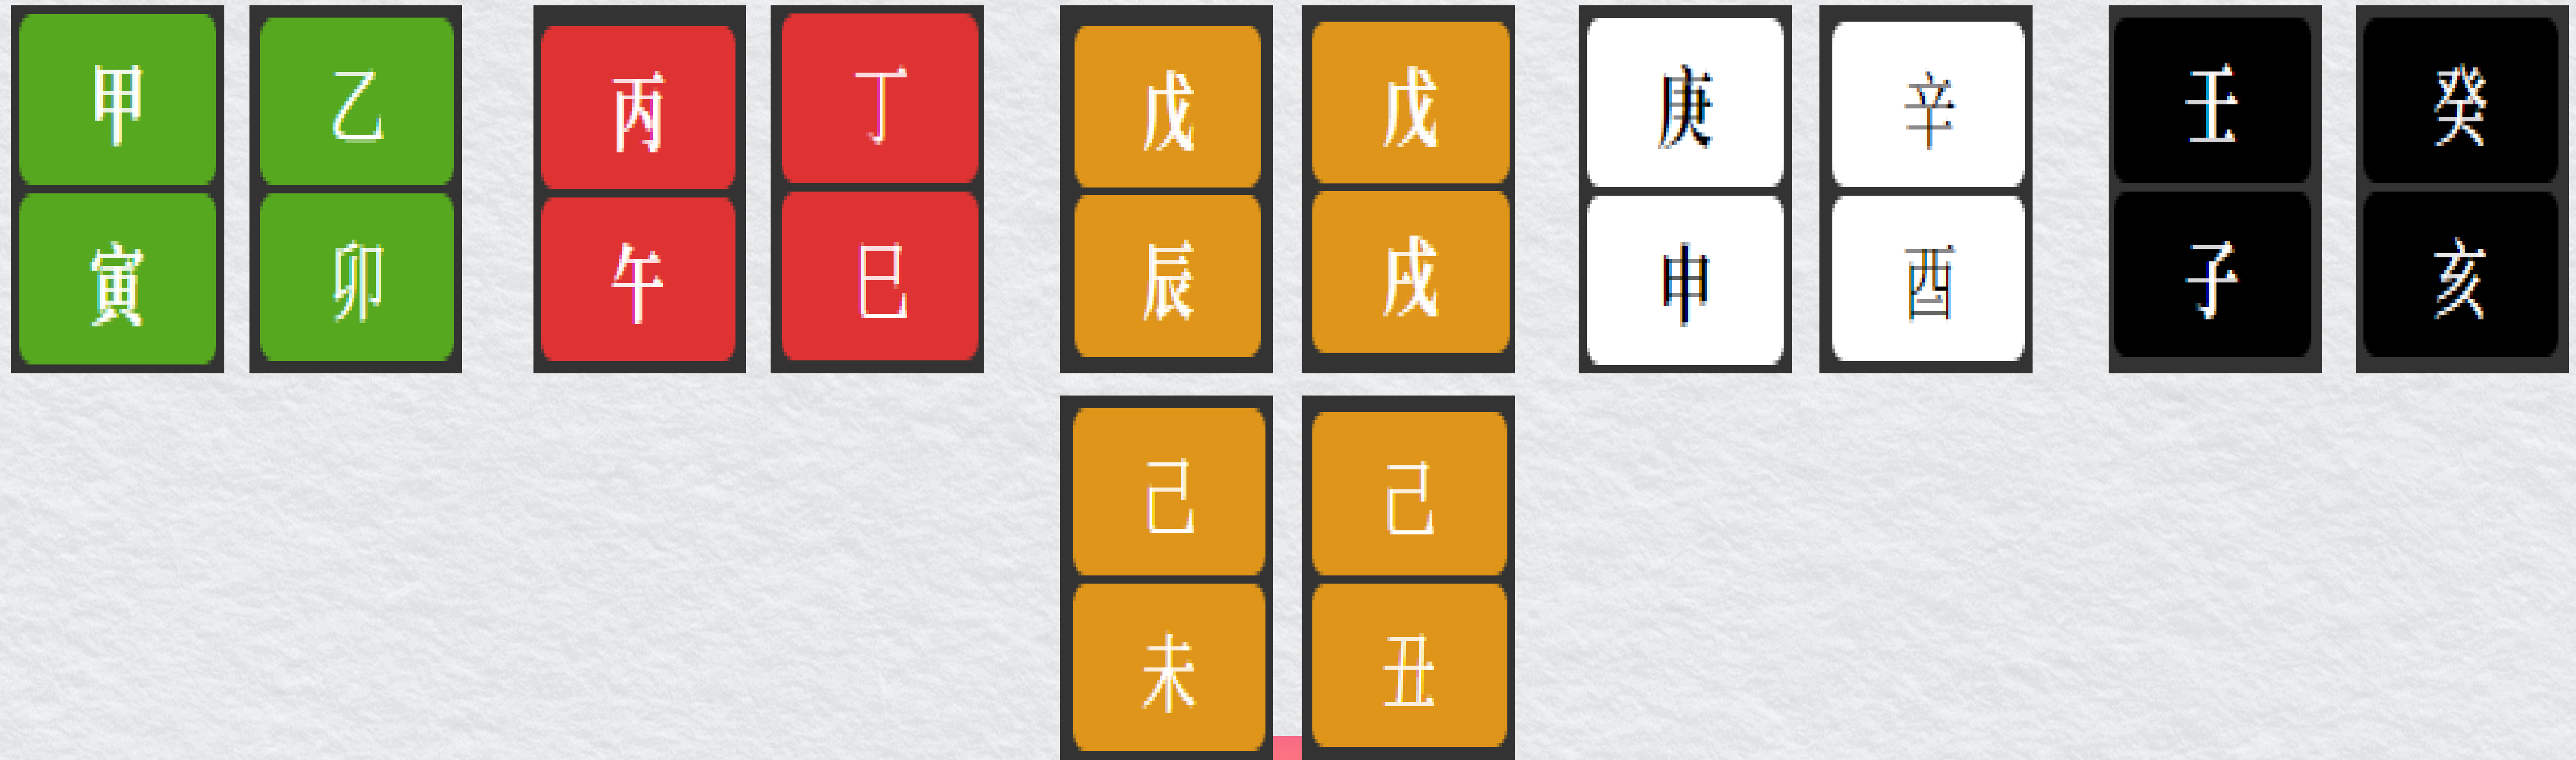 甲 乙 丙 丁 戊 戊 庚 辛 壬 癸
寅 卯 午 巳 辰 戌 申 酉 子 亥
己 己
未 丑